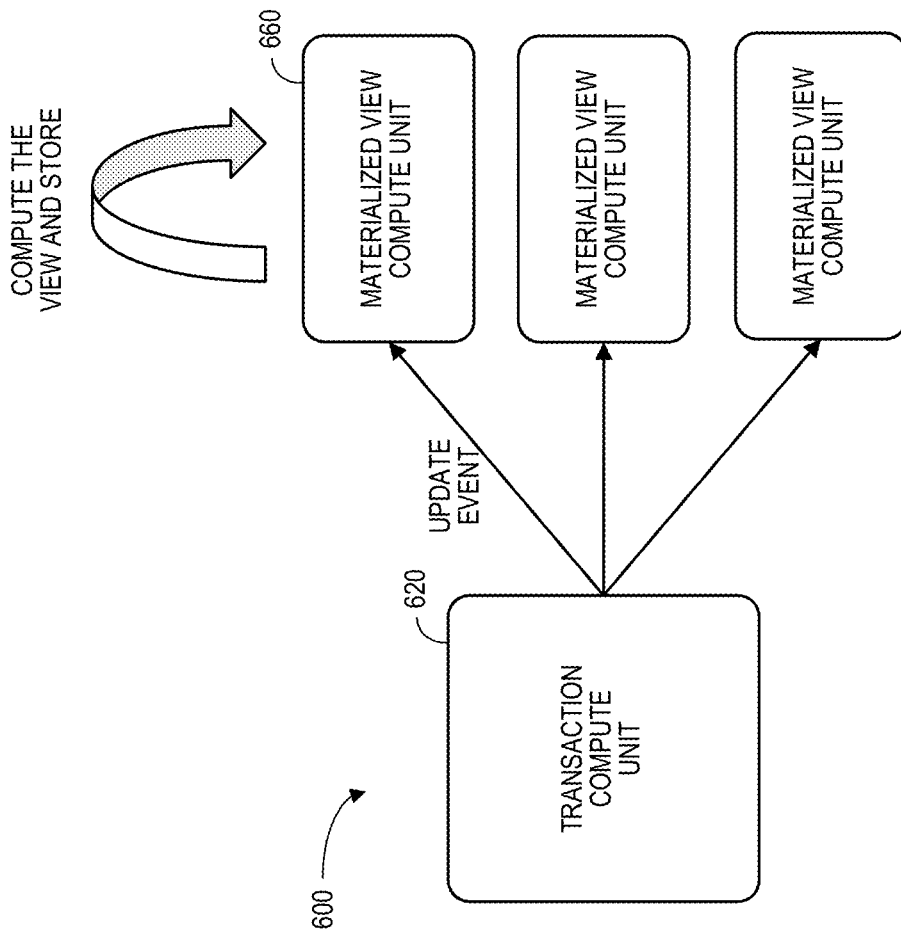 COMPUTE THE
VIEW AND STORE
660
MATERIALIZED VIEW
COMPUTE UNIT
MATERIALIZED VIEW
COMPUTE UNIT
MATERIALIZED VIEW
COMPUTE UNIT
UPDATE
EVENT
620
TRANSACTION
COMPUTE
UNIT
600